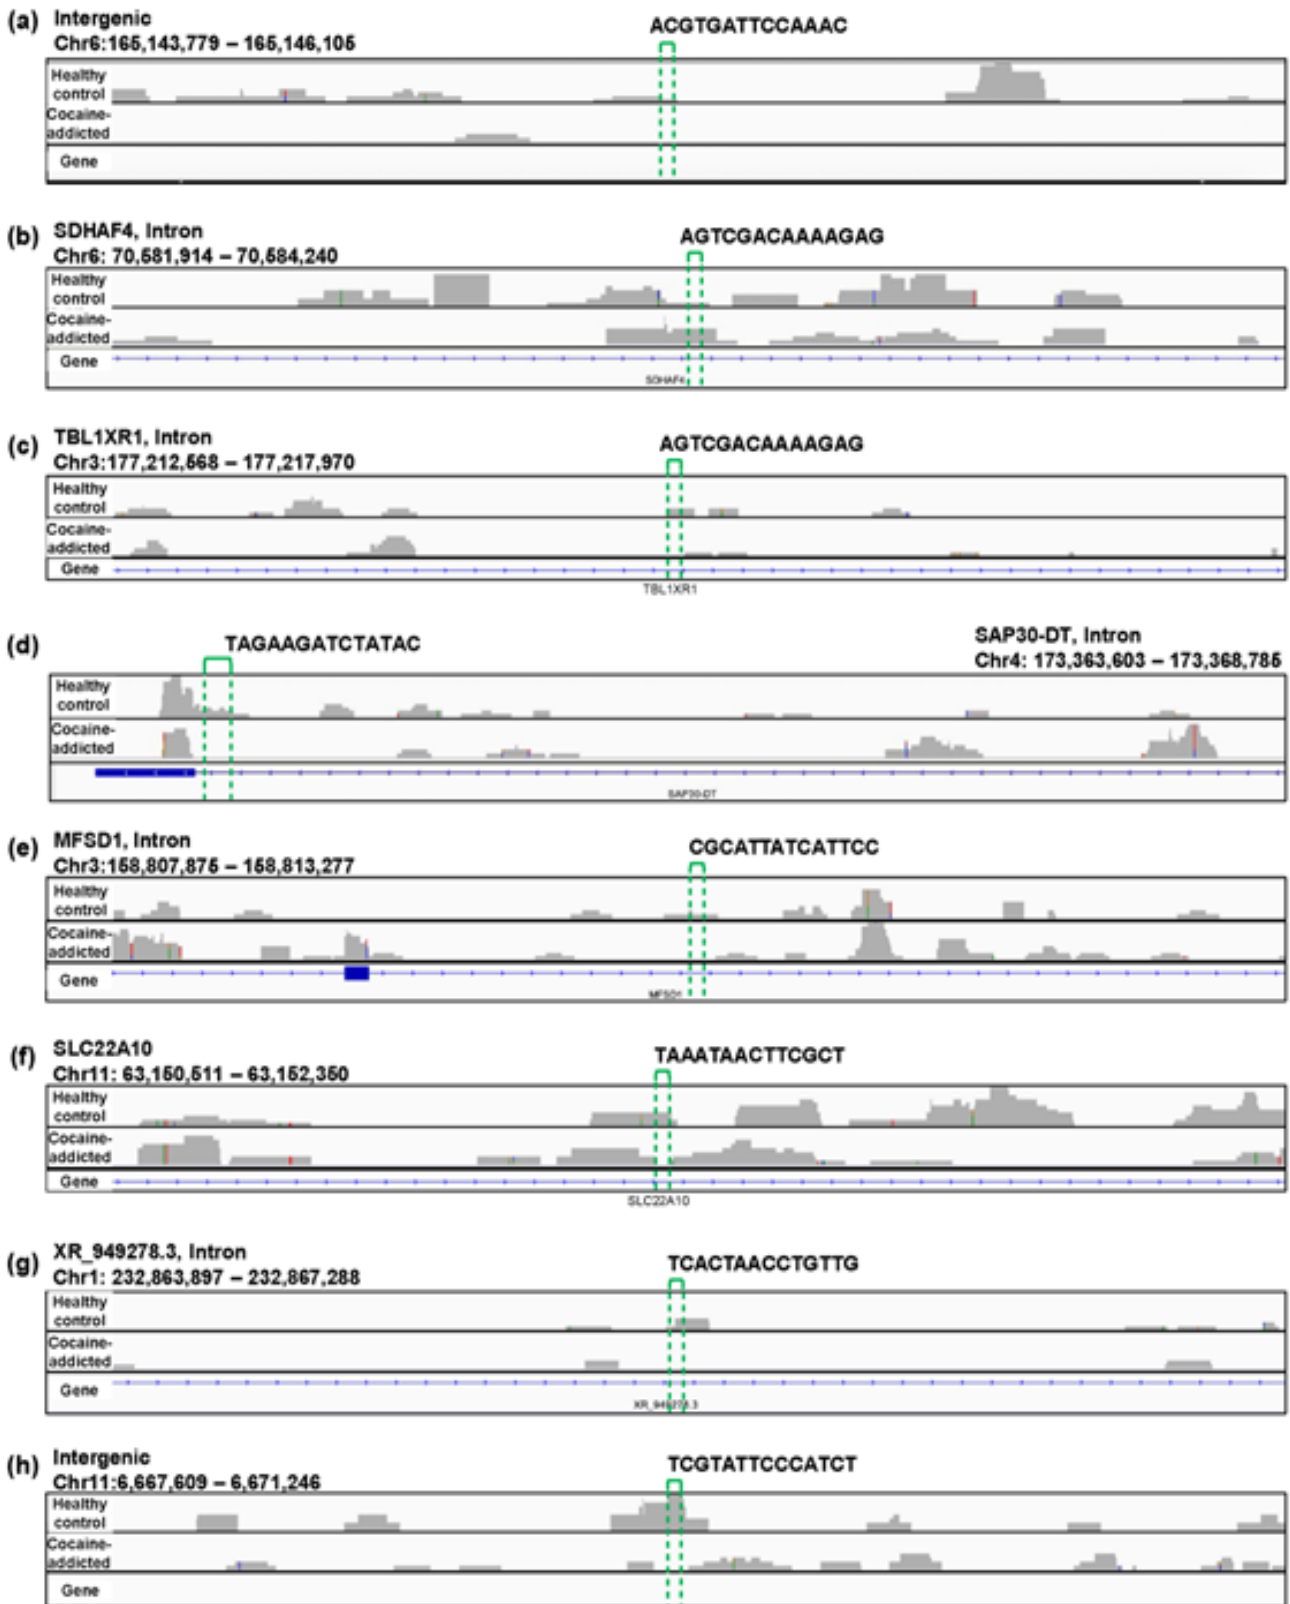 (a) Intergenic
Chr6:165,143,779 – 165,146,105
ACGTGATTCCAAAC
Healthy
control
Cocaine-
addicted
Gene
(b) SDHAF4, Intron
Chr6: 70,581,914 – 70,584,240
AGTCGACAAAAGAG
Healthy
control
Cocaine-
addicted
Gene
SDHAF4
(c) TBL1XR1, Intron
Chr3:177,212,568 – 177,217,970
AGTCGACAAAAGAG
Healthy
control
Cocaine-
addicted
Gene
TBL1XR1
(d) TAGAAGATCTATAC
SAP30-DT, Intron
Chr4: 173,363,603 – 173,368,785
Healthy
control
Cocaine-
addicted
SAP30-DT
(e) MFSD1, Intron
Chr3:158,807,875 – 158,813,277
CGCATTATCATTCC
Healthy
control
Cocaine-
addicted
Gene
MFSD1
(f) SLC22A10
Chr11: 63,150,511 – 63,152,350
TAAATAACTTCGCT
Healthy
control
Cocaine-
addicted
Gene
SLC22A10
(g) XR_949278.3, Intron
Chr1: 232,863,897 – 232,867,288
TCACTAACCTGTTG
Healthy
control
Cocaine-
addicted
Gene
XR_949278.3
(h) Intergenic
Chr11:6,667,609 – 6,671,246
TCGTATTCCCATCT
Healthy
control
Cocaine-
addicted
Gene